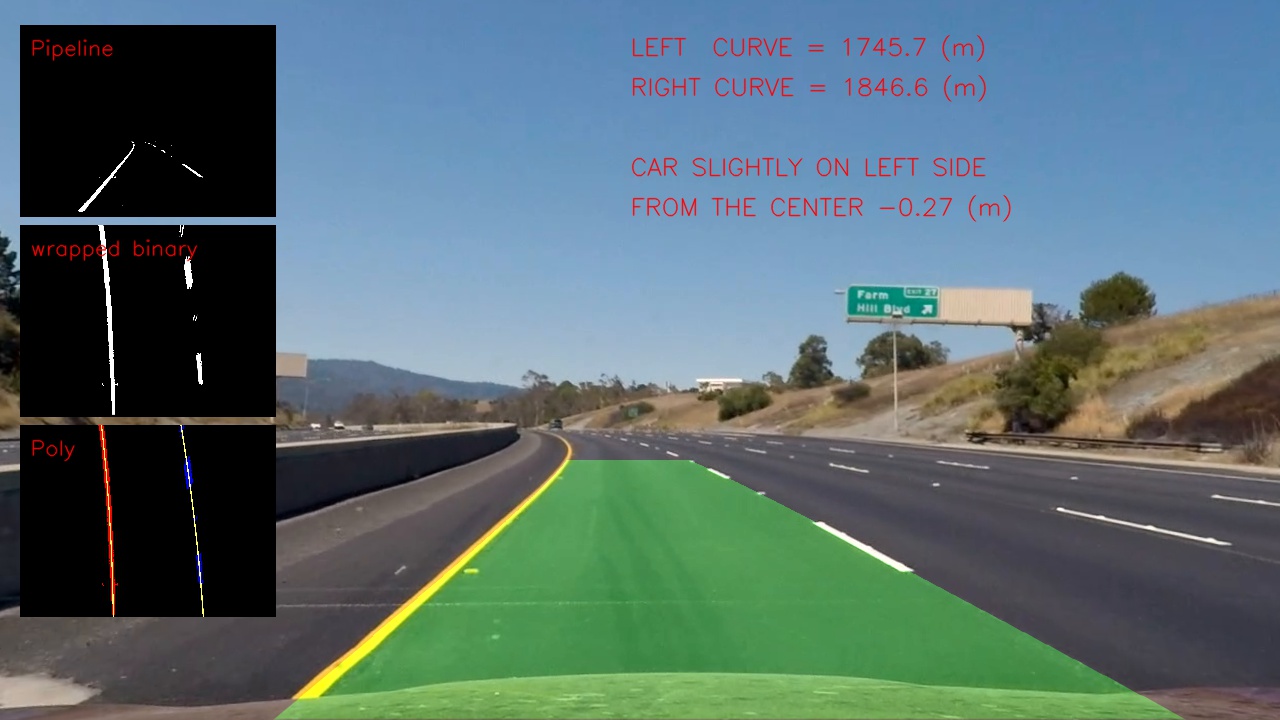 Pipeline
wrapped binary
Poly
LEFT CURVE = 1745.7 (m)
RIGHT CURVE = 1846.6 (m)
CAR SLIGHTLY ON LEFT SIDE
FROM THE CENTER −0.27 (m)
EXIT 27
Farm
Hill Blvd